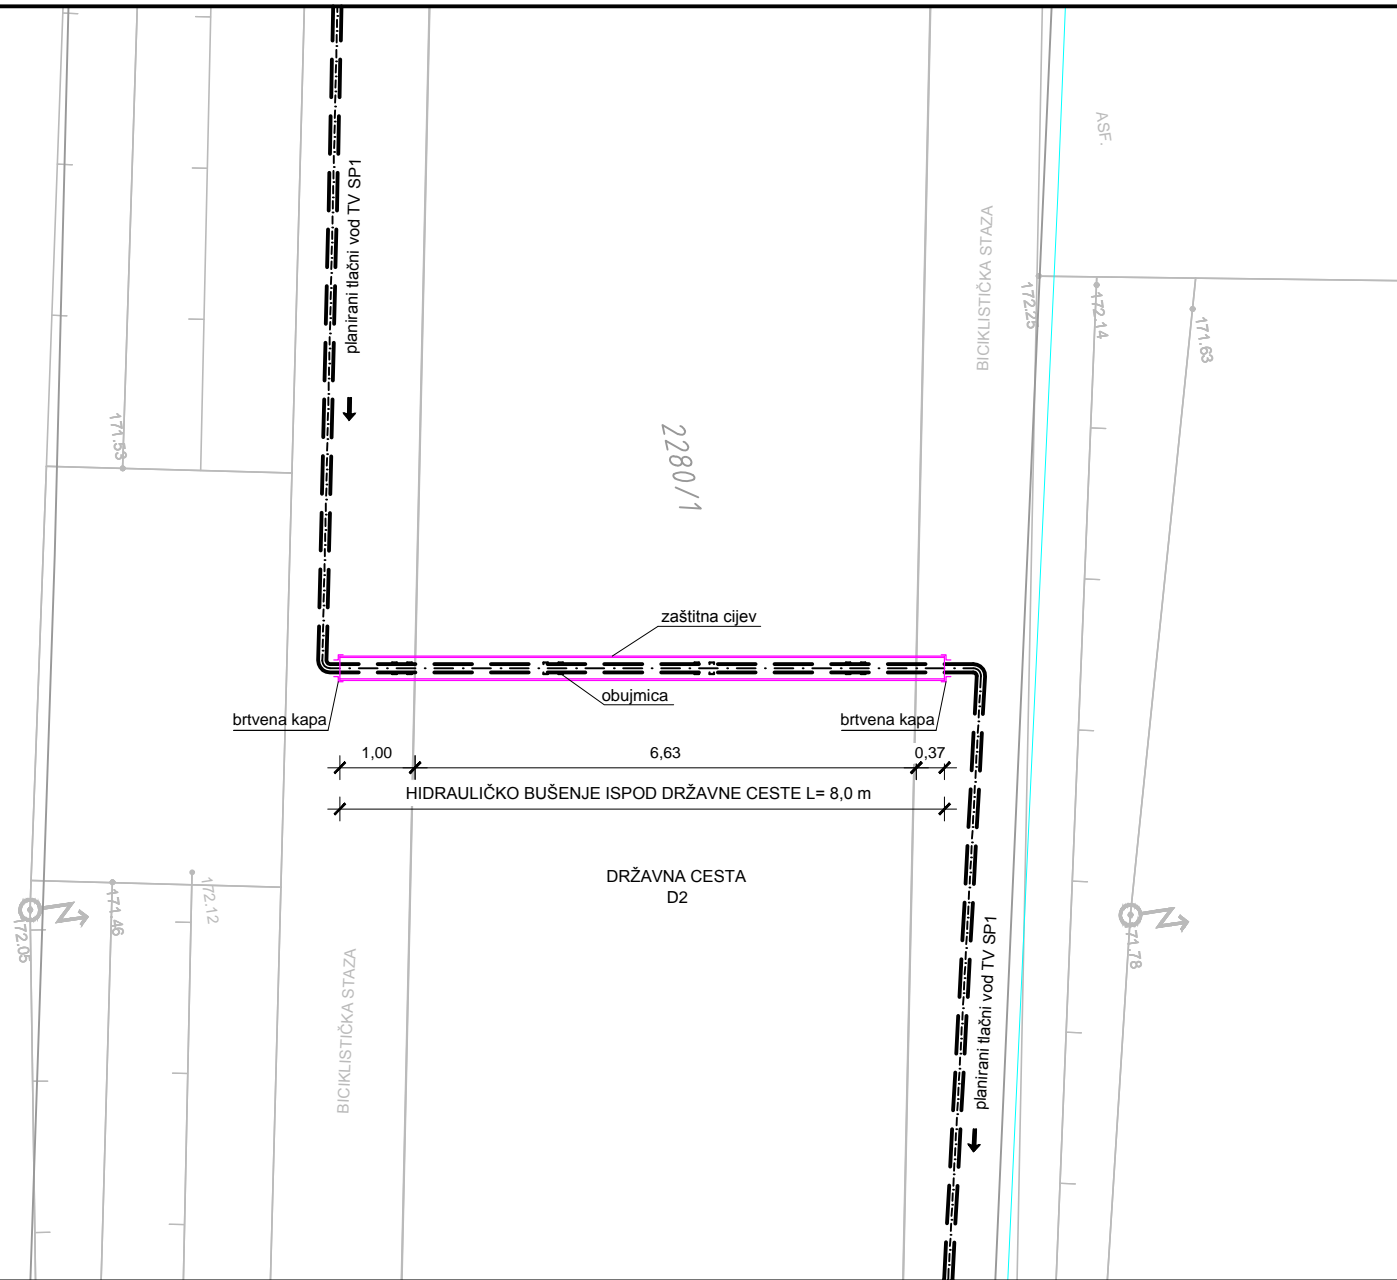 ASF.
planirani tlačni vod TV SP1
BICIKLISTIČKA STAZA
172.25
172.14
171.63
171.53
2280/1
zaštitna cijev
obujmica
brtvena kapa
brtvena kapa
1,00
6,63
0,37
HIDRAULIČKO BUŠENJE ISPOD DRŽAVNE CESTE L= 8,0 m
DRŽAVNA CESTA
D2
172.12
171.46
172.05
171.78
planirani tlačni vod TV SP1
BICIKLISTIČKA STAZA